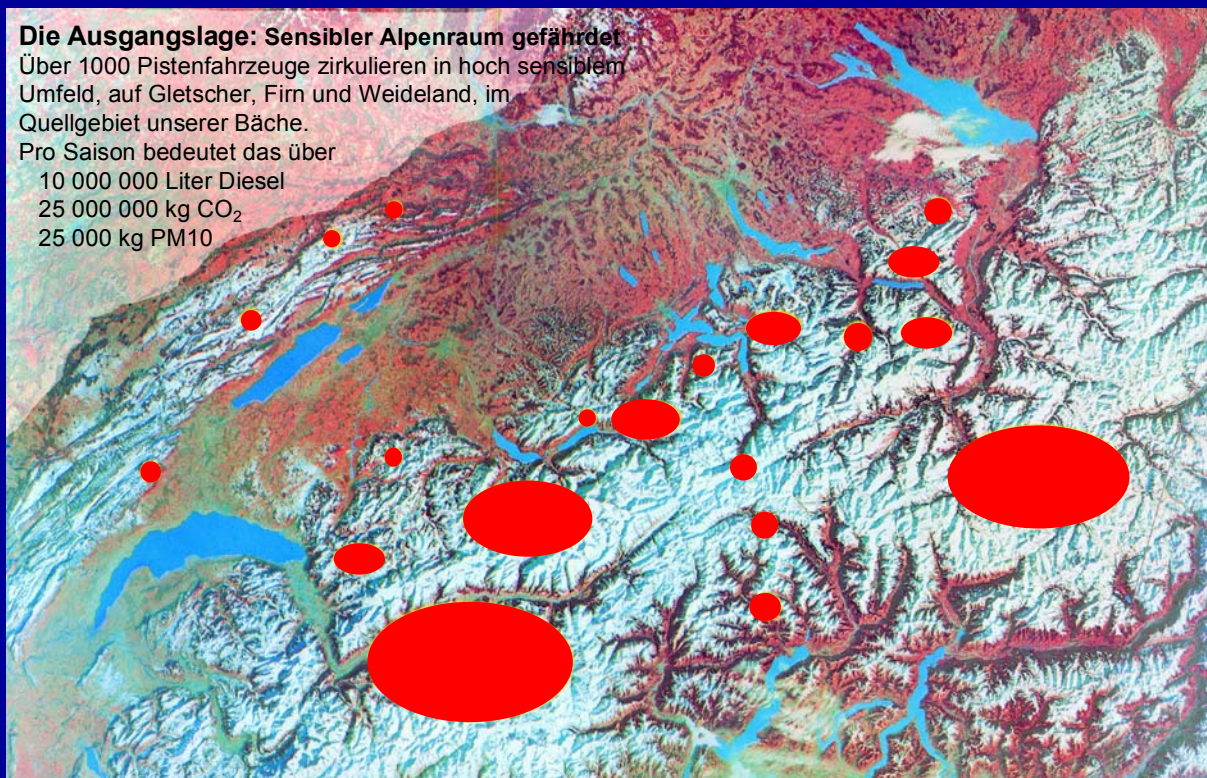 Die Ausgangslage: Sensibler Alpenraum gefährdet
Über 1000 Pistenfahrzeuge zirkulieren in hoch sensiblem
Umfeld, auf Gletscher, Firn und Weideland, im
Quellgebiet unserer Bäche.
Pro Saison bedeutet das über
10 000 000 Liter Diesel
25 000 000 kg CO₂
25 000 kg PM10